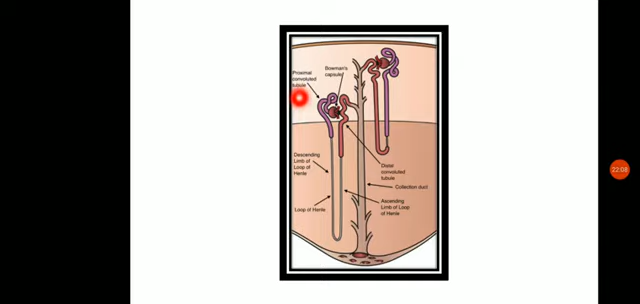 Proximal
convoluted
tubule
Bowman's
capsule
Descending
Limb of
Loop of
Henle
Loop of Henle
Distal
convoluted
tubule
Collection duct
Ascending
Limb of Loop
of Henle
22:08